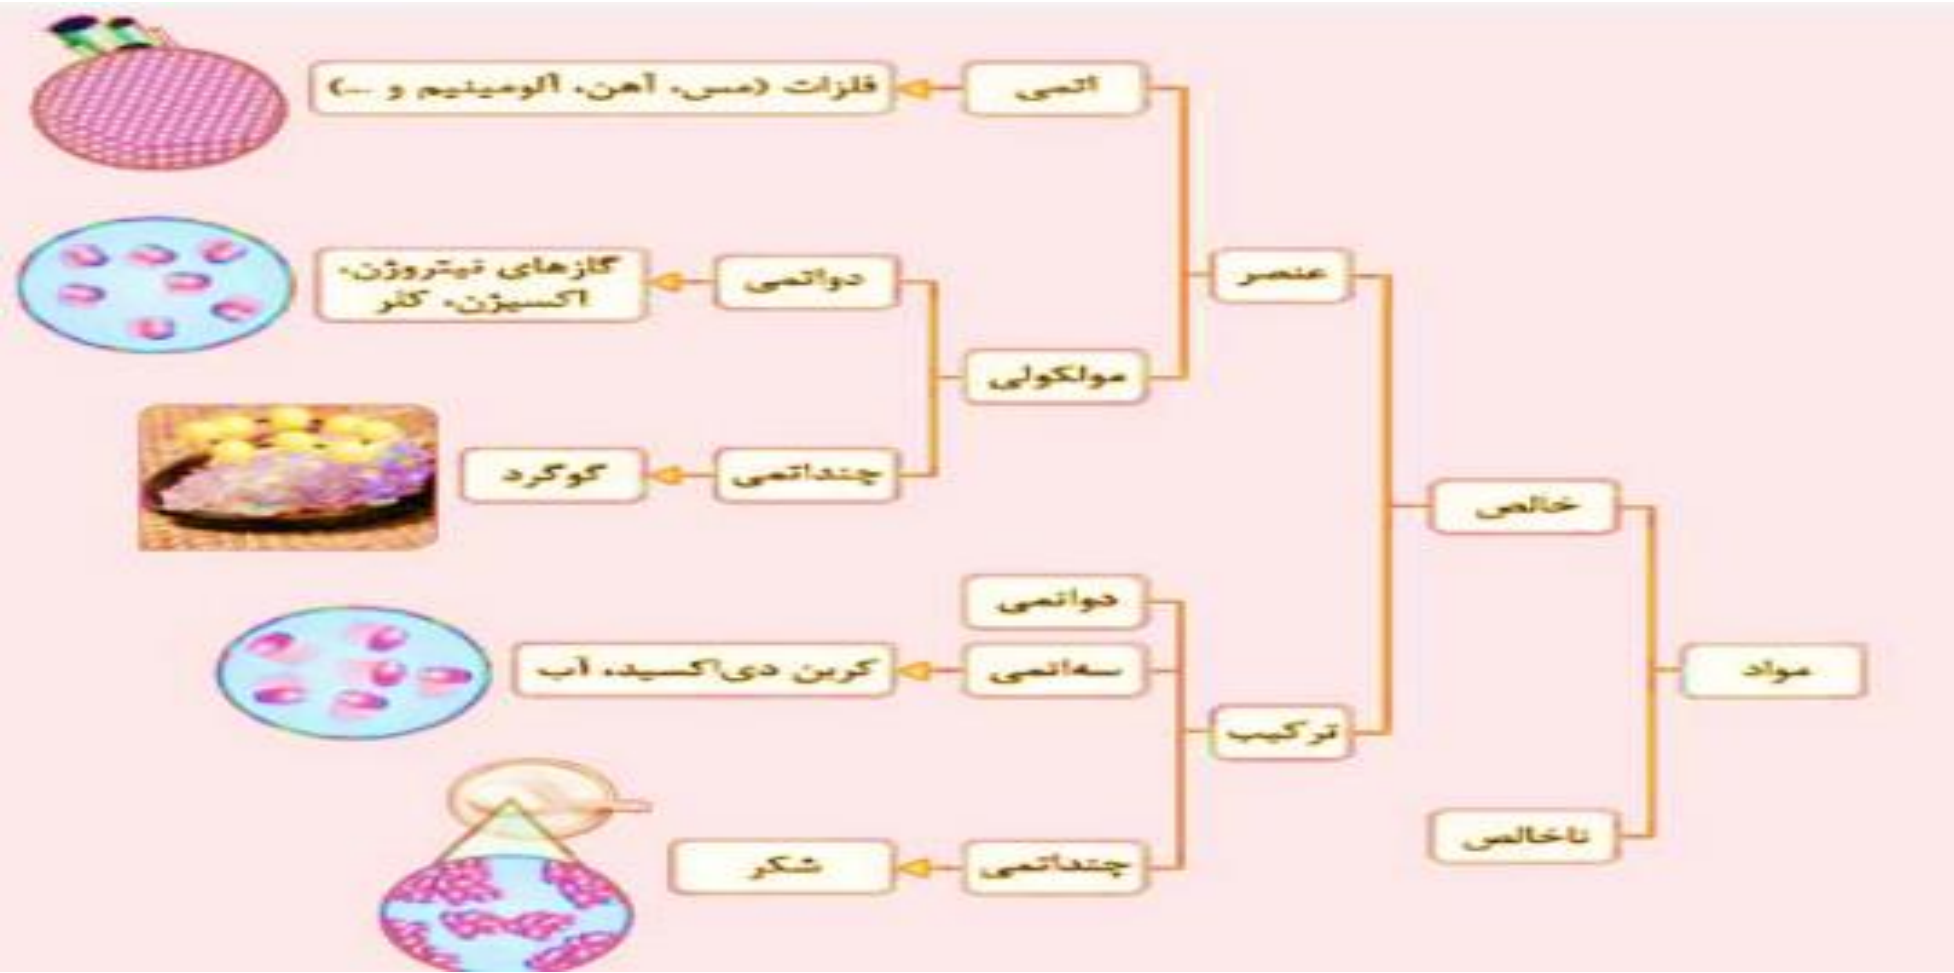 مواد
خالص
ناخالص
عنصر
ترکیب
اتمی
فلزات (مس، آهن، آلومینیم و ...)
مولکولی
دواتمی
گازهای نیتروژن،
اکسیژن، کلر
چنداتمی
گوگرد
دواتمی
سه‌اتمی
کربن دی‌اکسید، آب
چنداتمی
شکر